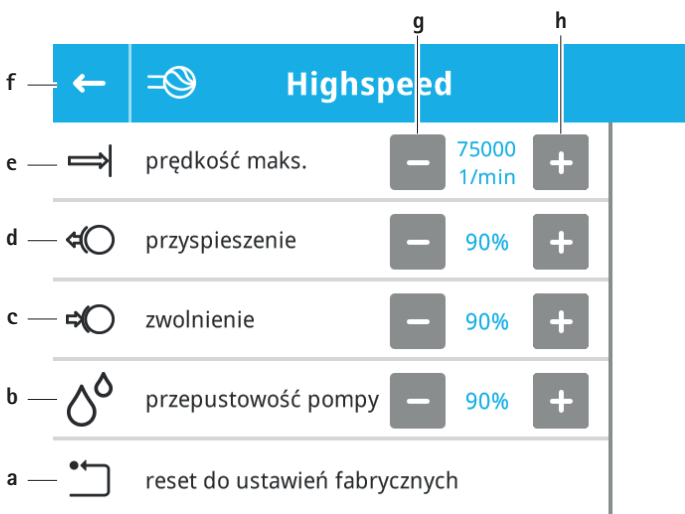 g h
f Highspeed
e prędkość maks. − 75000 +
1/min
d przyspieszenie − 90% +
c zwolnienie − 90% +
b przepustowość pompy − 90% +
a reset do ustawień fabrycznych